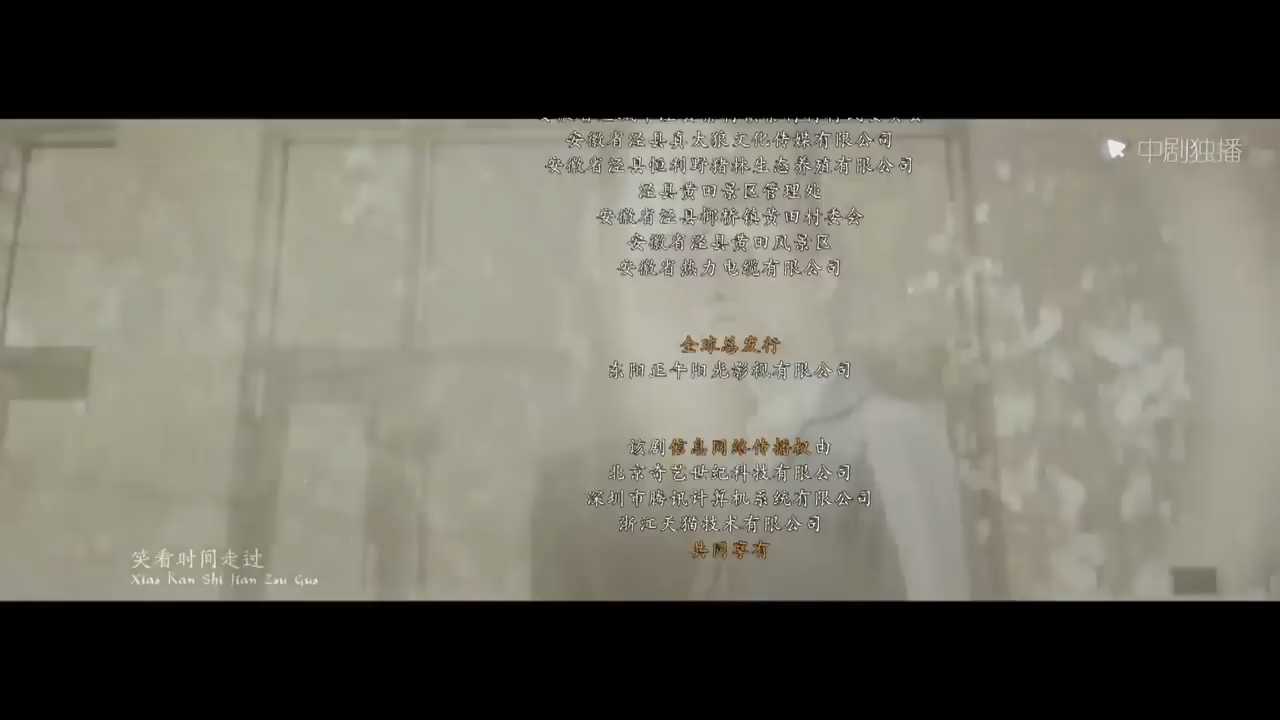 安徽省泾县真太狼文化传媒有限公司
中剧独播
安徽省泾县恒利野猪林生态养殖有限公司
泾县黄田景区管理处
安徽省泾县榔桥镇黄田村委会
安徽省泾县黄田风景区
安徽省热力电缆有限公司
全球总发行
东阳正午阳光影视有限公司
该剧信息网络传播权由
北京奇艺世纪科技有限公司
深圳市腾讯计算机系统有限公司
浙江天猫技术有限公司
共同享有
笑看时间走过
Xiao Kan Shi Jian Zou Guo